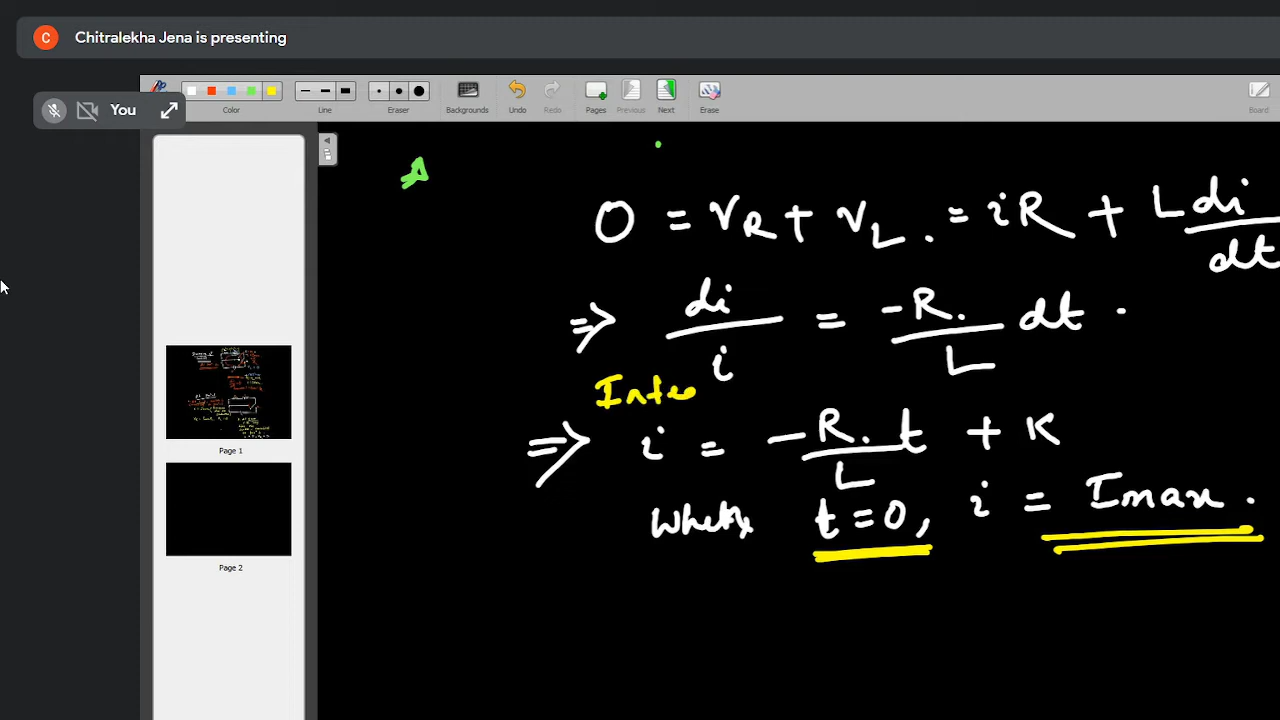 C Chitralekha Jena is presenting
You
Color Line Eraser Backgrounds Undo Redo Pages Previous Next Erase Board
0 = VR + VL . = iR + L di/dt
⇒ di/i = -R./L dt .
Inte
⇒ i = -R./L t + K
When t = 0, i = Imax .
Page 1
Page 2